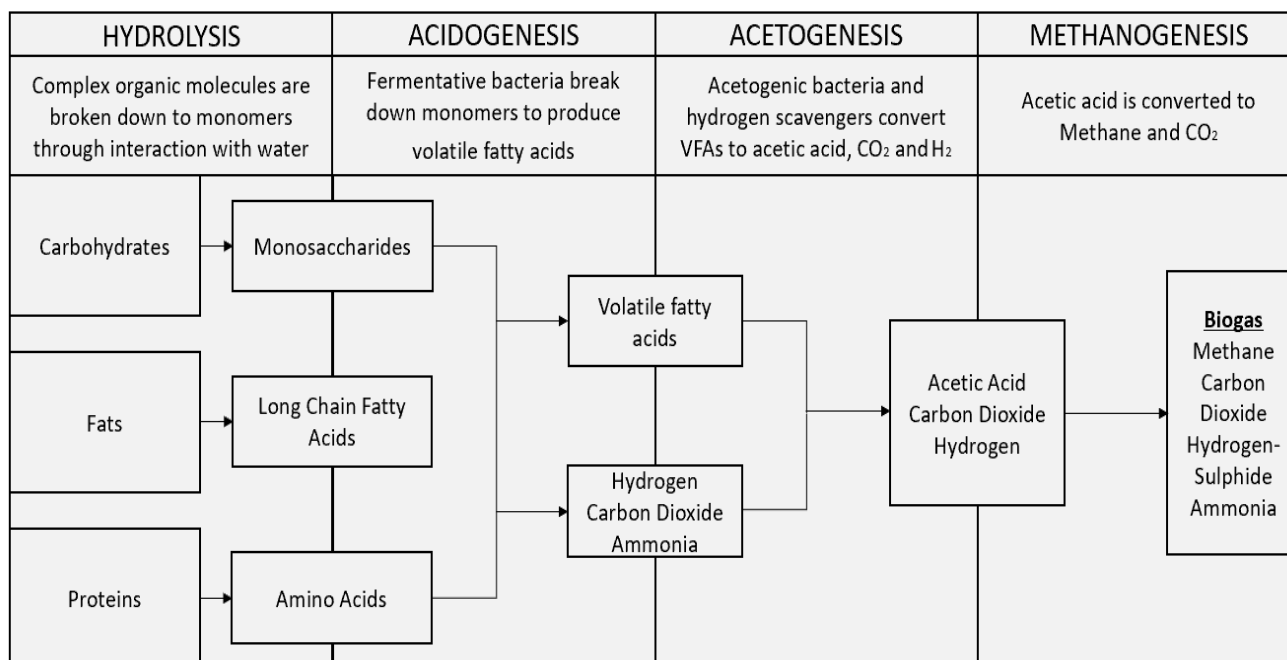 HYDROLYSIS
ACIDOGENESIS
ACETOGENESIS
METHANOGENESIS
Complex organic molecules are
broken down to monomers
through interaction with water
Fermentative bacteria break
down monomers to produce
volatile fatty acids
Acetogenic bacteria and
hydrogen scavengers convert
VFAs to acetic acid, CO₂ and H₂
Acetic acid is converted to
Methane and CO₂
Carbohydrates
Monosaccharides
Fats
Long Chain Fatty
Acids
Proteins
Amino Acids
Volatile fatty
acids
Hydrogen
Carbon Dioxide
Ammonia
Acetic Acid
Carbon Dioxide
Hydrogen
Biogas
Methane
Carbon
Dioxide
Hydrogen-
Sulphide
Ammonia